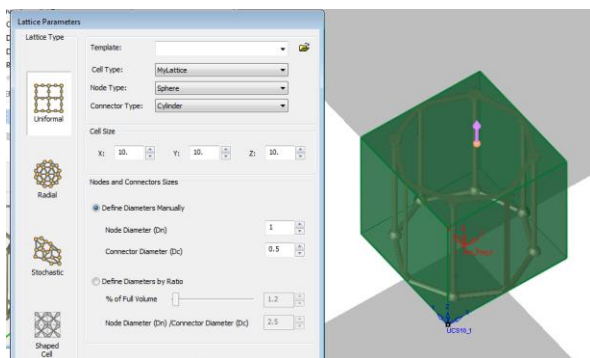 Lattice Parameters
Lattice Type
Uniformal
Radial
Stochastic
Shaped
Cell
Template:
Cell Type: MyLattice
Node Type: Sphere
Connector Type: Cylinder
Cell Size
X: 10. Y: 10. Z: 10.
Nodes and Connectors Sizes
Define Diameters Manually
Node Diameter (Dn) 1
Connector Diameter (Dc) 0.5
Define Diameters by Ratio
% of Full Volume 1.2
Node Diameter (Dn) /Connector Diameter (Dc) 2.5
UCS10_1